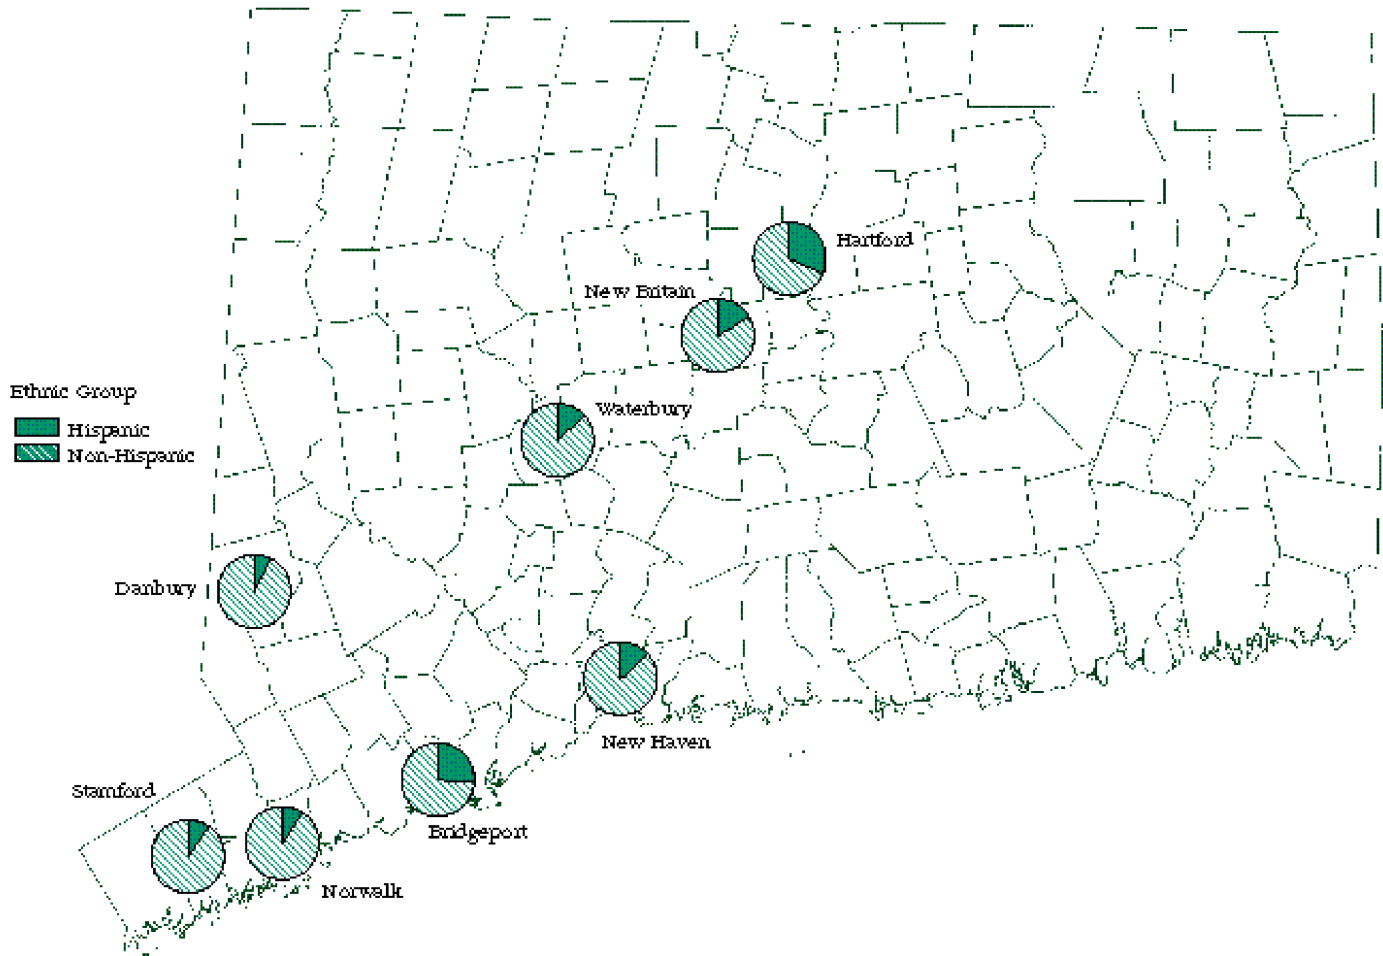 Hartford
New Britain
Ethnic Group
Hispanic
Non-Hispanic
Waterbury
Danbury
New Haven
Stamford
Bridgeport
Norwalk